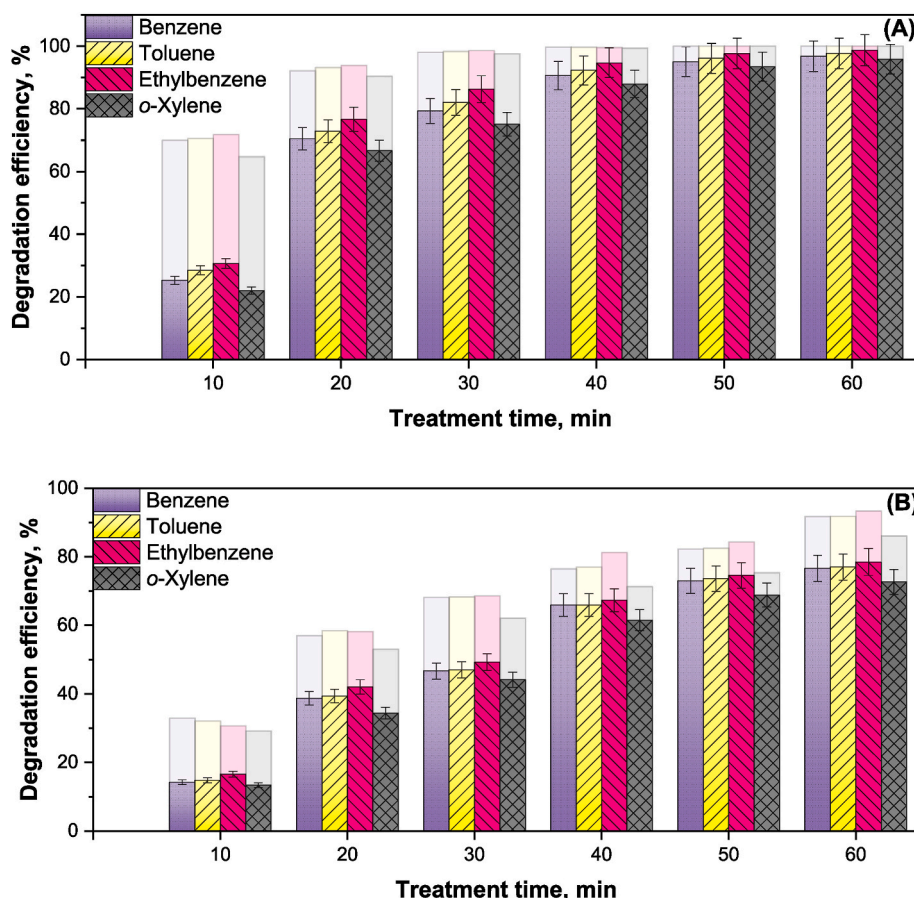 (A)
Benzene
Toluene
Ethylbenzene
o-Xylene
Degradation efficiency, %
100
80
60
40
20
0
10 20 30 40 50 60
Treatment time, min
(B)
Benzene
Toluene
Ethylbenzene
o-Xylene
Degradation efficiency, %
100
80
60
40
20
0
10 20 30 40 50 60
Treatment time, min